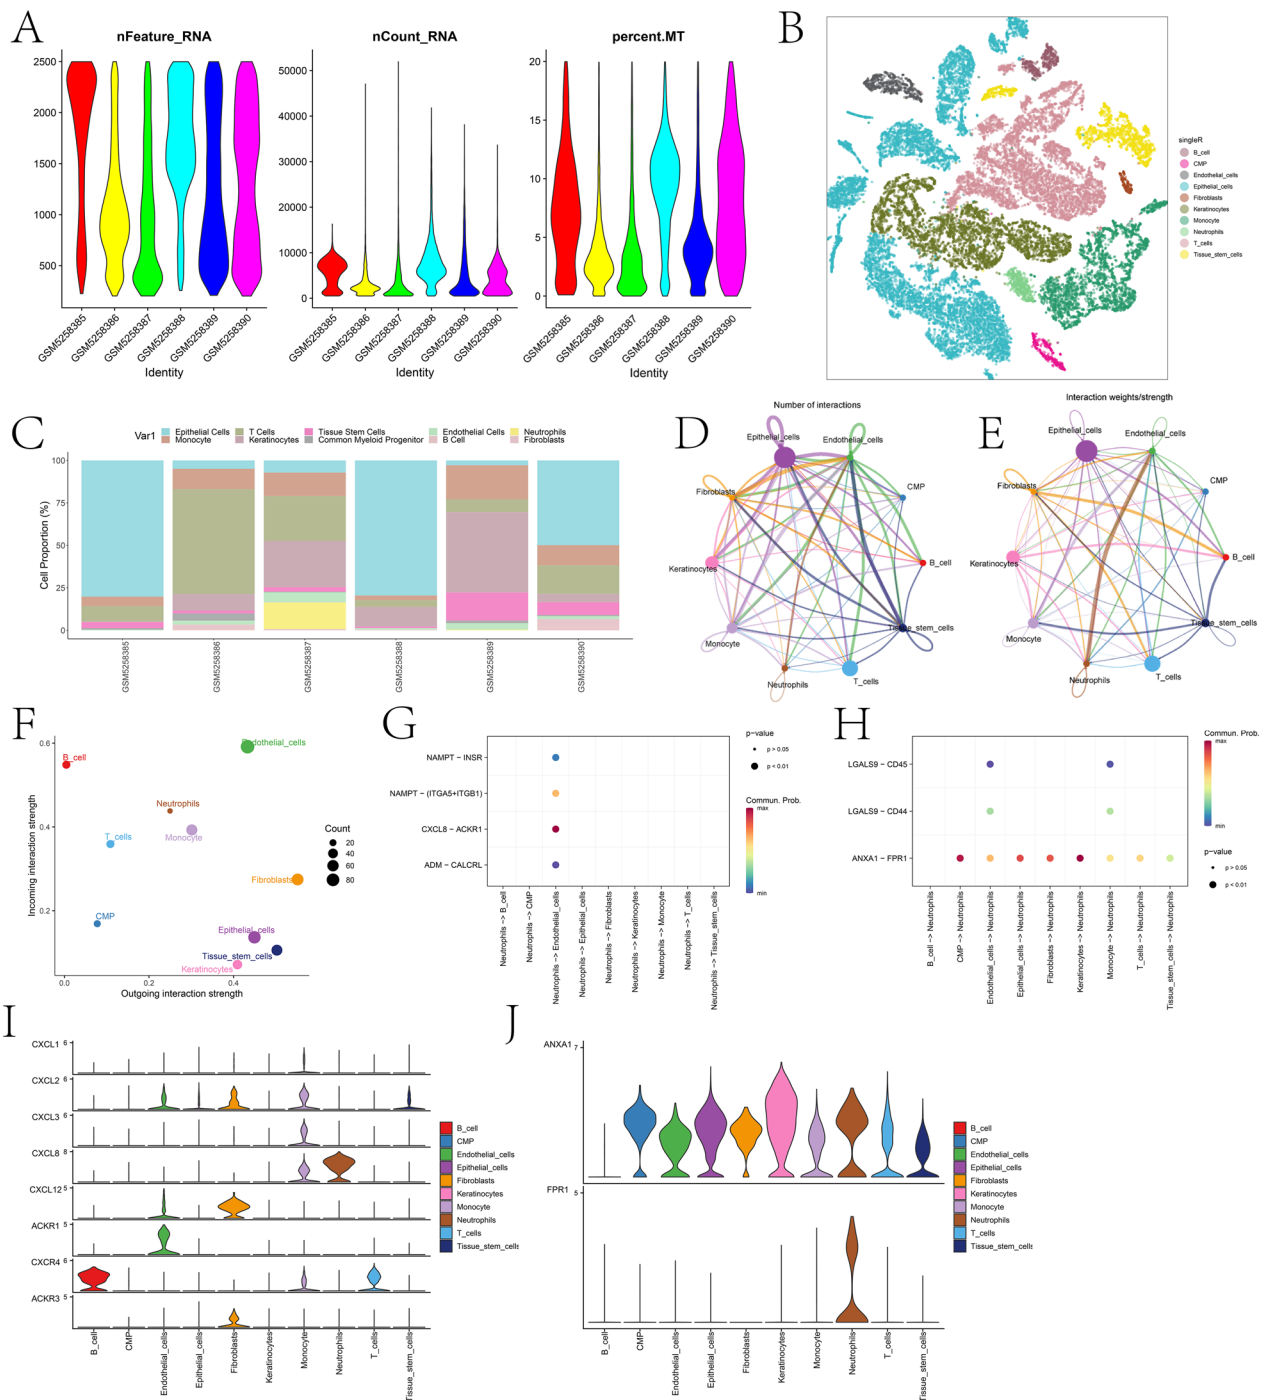 A
nFeature_RNA
nCount_RNA
percent.MT
2500
2000
1500
1000
500
50000
40000
30000
20000
10000
0
20
15
10
5
0
GSM5258385
GSM5258386
GSM5258387
GSM5258388
GSM5258389
GSM5258390
GSM5258385
GSM5258386
GSM5258387
GSM5258388
GSM5258389
GSM5258390
GSM5258385
GSM5258386
GSM5258387
GSM5258388
GSM5258389
GSM5258390
Identity
Identity
Identity
B
singleR
B_cell
CMP
Endothelial_cells
Epithelial_cells
Fibroblasts
Keratinocytes
Monocyte
Neutrophils
T_cells
Tissue_stem_cells
C
Var1
Epithelial Cells
T Cells
Tissue Stem Cells
Endothelial Cells
Neutrophils
Monocyte
Keratinocytes
Common Myeloid Progenitor
B Cell
Fibroblasts
Cell Proportion (%)
100
75
50
25
0
GSM5258385
GSM5258386
GSM5258387
GSM5258388
GSM5258389
GSM5258390
D
Number of interactions
Epithelial_cells
Endothelial_cells
CMP
Fibroblasts
B_cell
Keratinocytes
Tissue_stem_cells
Monocyte
T_cells
Neutrophils
E
Interaction weights/strength
Epithelial_cells
Endothelial_cells
CMP
Fibroblasts
B_cell
Keratinocytes
Tissue_stem_cells
Monocyte
T_cells
Neutrophils
F
Incoming interaction strength
0.6
0.4
0.2
0.0
0.2
0.4
Outgoing interaction strength
B_cell
Endothelial_cells
Neutrophils
Monocyte
T_cells
Fibroblasts
CMP
Epithelial_cells
Tissue_stem_cells
Keratinocytes
Count
20
40
60
80
G
NAMPT − INSR
NAMPT − (ITGA5+ITGB1)
CXCL8 − ACKR1
ADM − CALCRL
Neutrophils −> B_cell
Neutrophils −> CMP
Neutrophils −> Endothelial_cells
Neutrophils −> Epithelial_cells
Neutrophils −> Fibroblasts
Neutrophils −> Keratinocytes
Neutrophils −> Monocyte
Neutrophils −> T_cells
Neutrophils −> Tissue_stem_cells
p−value
p > 0.05
p < 0.01
Commun. Prob.
max
min
H
LGALS9 − CD45
LGALS9 − CD44
ANXA1 − FPR1
B_cell −> Neutrophils
CMP −> Neutrophils
Endothelial_cells −> Neutrophils
Epithelial_cells −> Neutrophils
Fibroblasts −> Neutrophils
Keratinocytes −> Neutrophils
Monocyte −> Neutrophils
T_cells −> Neutrophils
Tissue_stem_cells −> Neutrophils
Commun. Prob.
max
min
p−value
p > 0.05
p < 0.01
I
CXCL1 6
CXCL2 6
CXCL3 6
CXCL8 8
CXCL12 5
ACKR1 5
CXCR4 6
ACKR3 5
B_cell
CMP
Endothelial_cells
Epithelial_cells
Fibroblasts
Keratinocytes
Monocyte
Neutrophils
T_cell
Tissue_stem_cells
B_cell
CMP
Endothelial_cells
Epithelial_cells
Fibroblasts
Keratinocytes
Monocyte
Neutrophils
T_cells
Tissue_stem_cells
J
ANXA1 7
FPR1 5
B_cell
CMP
Endothelial_cells
Epithelial_cells
Fibroblasts
Keratinocytes
Monocyte
Neutrophils
T_cells
Tissue_stem_cells
B_cell
CMP
Endothelial_cells
Epithelial_cells
Fibroblasts
Keratinocytes
Monocyte
Neutrophils
T_cells
Tissue_stem_cells